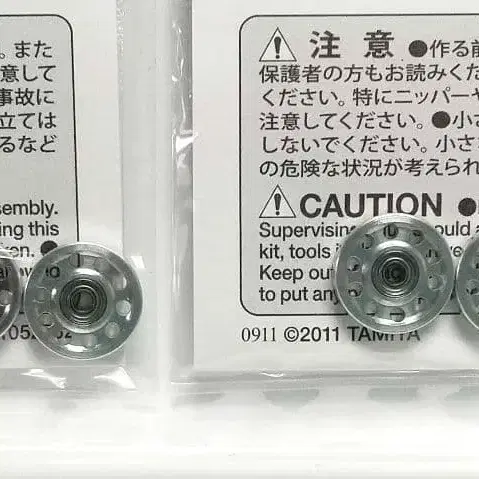 。また
意して
事故に
立ては
るなど
sembly.
ing this
ren.
注 意 ●作る前
保護者の方もお読みくだ
ください。特にニッパーや
注意してください。●小さ
しないでください。小さま
の危険な状況が考えられ
CAUTION
Supervising should a
kit, tools
Keep out
to put any
0911 ©2011 TAMIYA